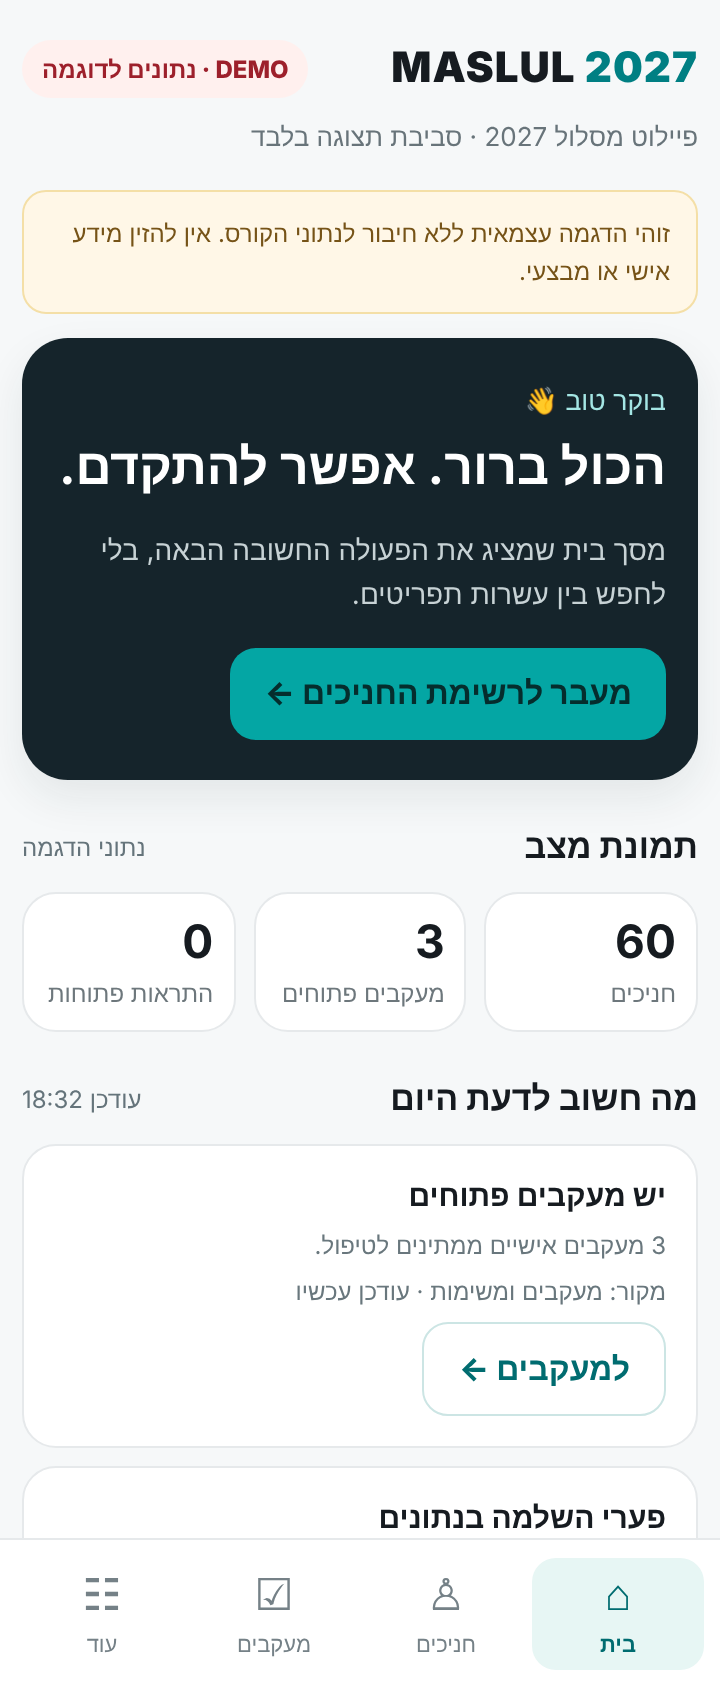 MASLUL 2027
DEMO · נתונים לדוגמה
פיילוט מסלול 2027 · סביבת תצוגה בלבד
זוהי הדגמה עצמאית ללא חיבור לנתוני הקורס. אין להזין מידע
אישי או מבצעי.
בוקר טוב 👋
הכול ברור. אפשר להתקדם.
מסך בית שמציג את הפעולה החשובה הבאה, בלי
לחפש בין עשרות תפריטים.
מעבר לרשימת החניכים ←
תמונת מצב
נתוני הדגמה
60
חניכים
3
מעקבים פתוחים
0
התראות פתוחות
מה חשוב לדעת היום
עודכן 18:32
יש מעקבים פתוחים
3 מעקבים אישיים ממתינים לטיפול.
מקור: מעקבים ומשימות · עודכן עכשיו
למעקבים ←
פערי השלמה בנתונים
בית
חניכים
מעקבים
עוד